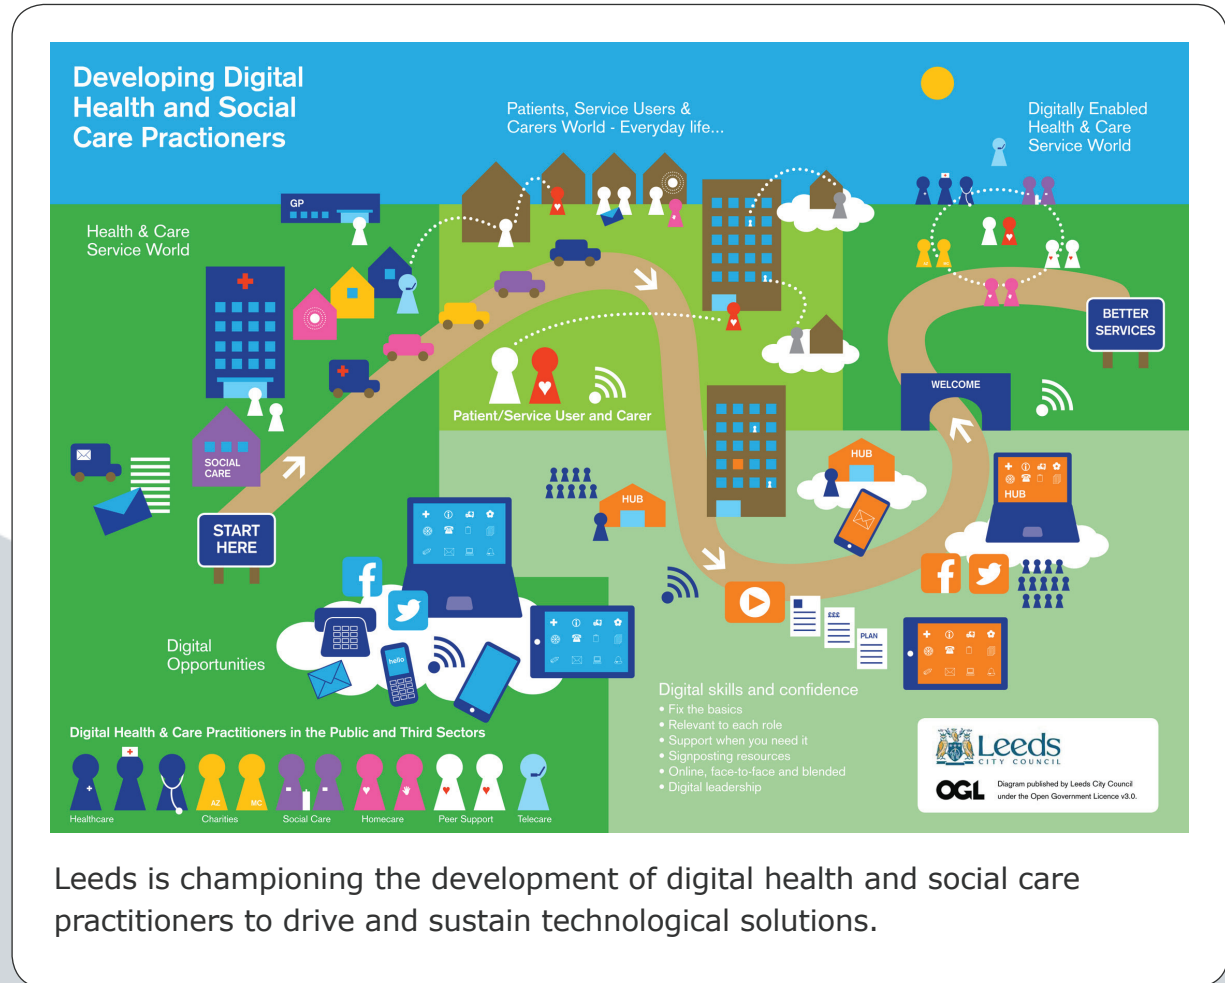 Developing Digital
Health and Social
Care Practioners
Patients, Service Users &
Carers World - Everyday life...
Digitally Enabled
Health & Care
Service World
Health & Care
Service World
GP
SOCIAL
CARE
START
HERE
Patient/Service User and Carer
BETTER
SERVICES
WELCOME
HUB
HUB
HUB
£££
PLAN
hello
Digital
Opportunities
Digital skills and confidence
• Fix the basics
• Relevant to each role
• Support when you need it
• Signposting resources
• Online, face-to-face and blended
• Digital leadership
Digital Health & Care Practitioners in the Public and Third Sectors
AZ
MC
Healthcare
Charities
Social Care
Homecare
Peer Support
Telecare
Leeds
CITY COUNCIL
OGL
Diagram published by Leeds City Council
under the Open Government Licence v3.0.
Leeds is championing the development of digital health and social care
practitioners to drive and sustain technological solutions.